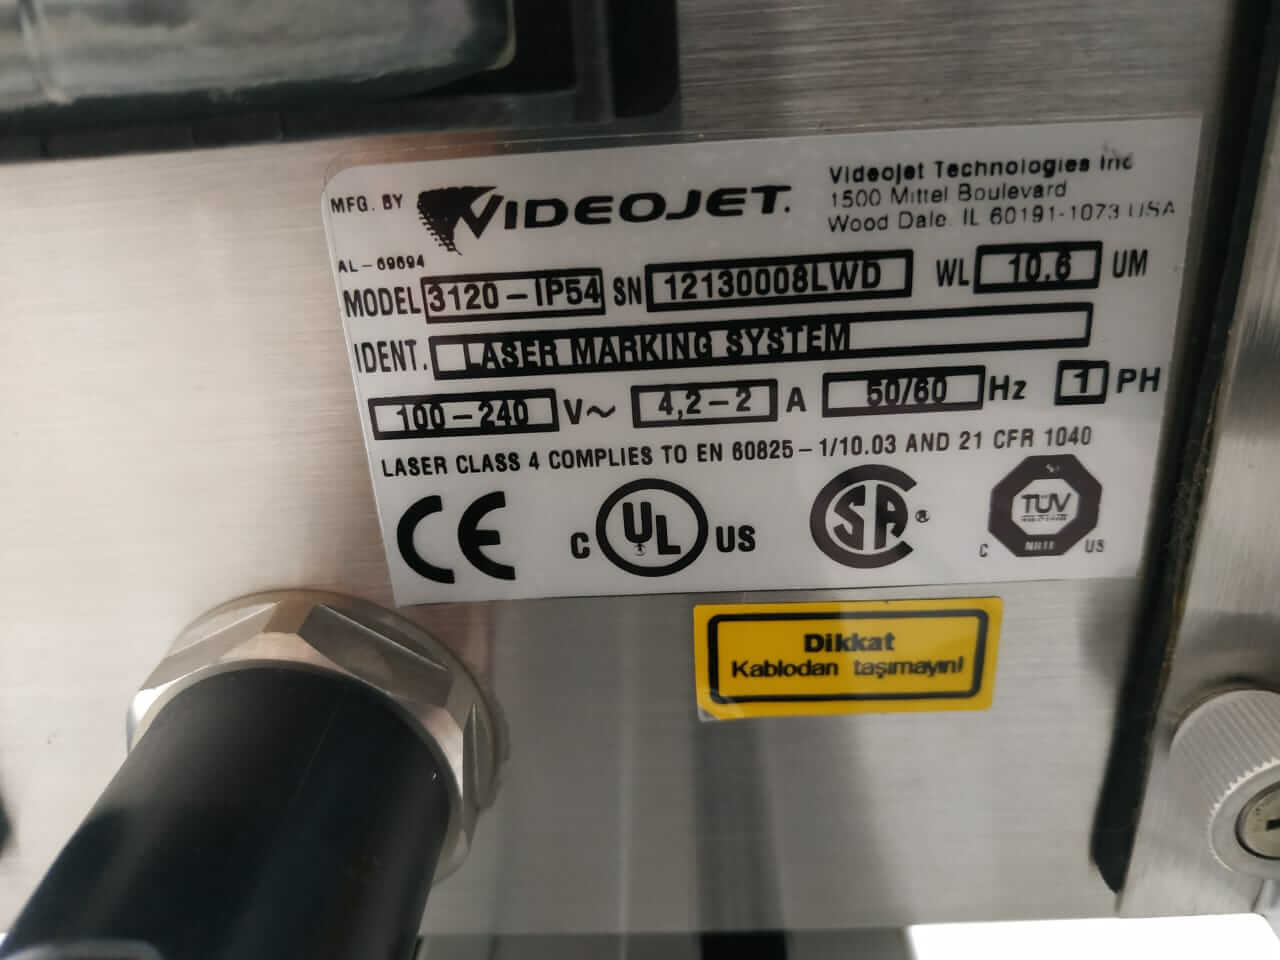 MFG. BY VIDEOJET.
Videojet Technologies Inc
1500 Mittel Boulevard
Wood Dale, IL 60191-1073 USA
AL-69694
MODEL 3120-IP54 SN 12130008LWD WL 10.6 UM
IDENT. LASER MARKING SYSTEM
100-240 V~ 4,2-2 A 50/60 Hz 1 PH
LASER CLASS 4 COMPLIES TO EN 60825-1/10.03 AND 21 CFR 1040
CE C UL US SA® TÜV C NRTL US
Dikkat
Kablodan taşımayın!